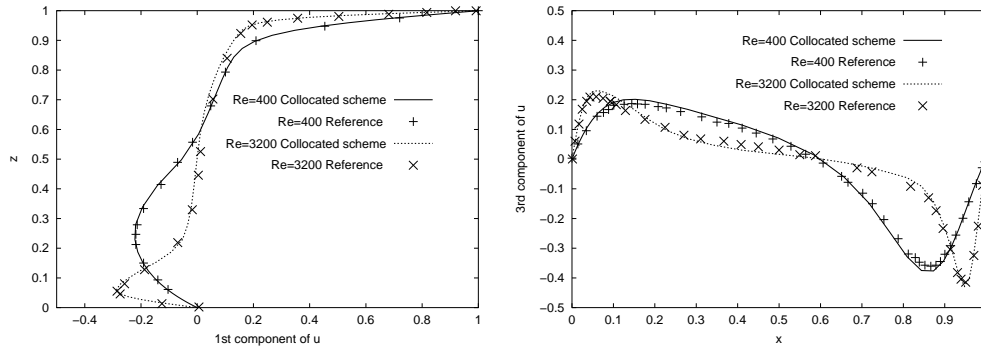 1
0.9
0.8
0.7
0.6
0.5
0.4
0.3
0.2
0.1
0
z
Re=400 Collocated scheme
Re=400 Reference
Re=3200 Collocated scheme
Re=3200 Reference
−0.4 −0.2 0 0.2 0.4 0.6 0.8 1
1st component of u
0.5
0.4
0.3
0.2
0.1
0
−0.1
−0.2
−0.3
−0.4
−0.5
3rd component of u
Re=400 Collocated scheme
Re=400 Reference
Re=3200 Collocated scheme
Re=3200 Reference
0 0.1 0.2 0.3 0.4 0.5 0.6 0.7 0.8 0.9
x